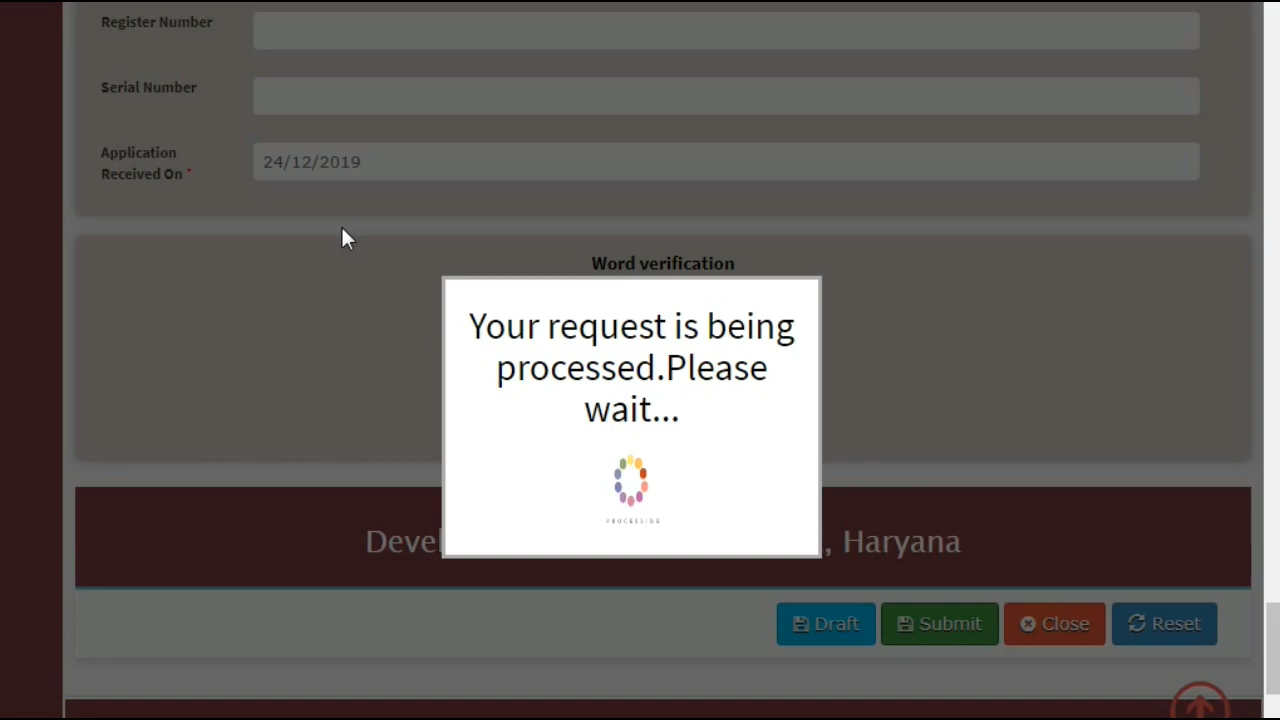 Register Number
Serial Number
Application
Received On *
24/12/2019
Word verification
Your request is being
processed.Please
wait...
PROCESSING
Devel
, Haryana
Draft
Submit
Close
Reset